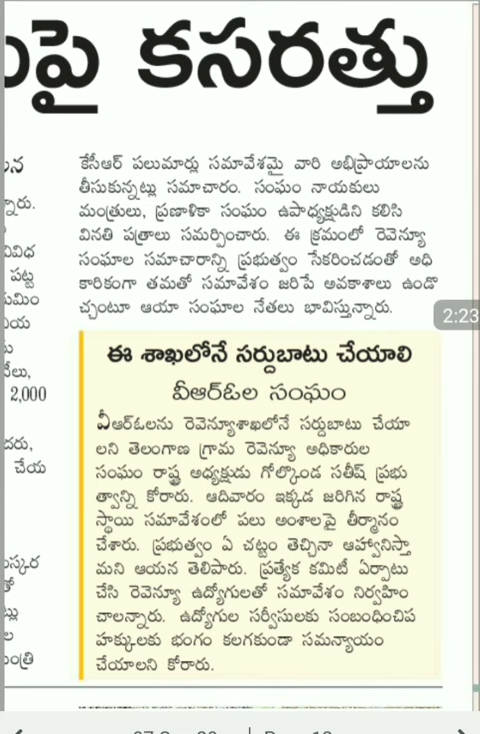 పై కసరత్తు
న్నారు.
వివిధ
పట్ట
2,000
చేయ
కేసీఆర్ పలుమార్లు సమావేశమై వారి అభిప్రాయాలను
తీసుకున్నట్లు సమాచారం. సంఘం నాయకులు
మంత్రులు, ప్రణాళికా సంఘం ఉపాధ్యక్షుడిని కలిసి
వినతి పత్రాలు సమర్పించారు. ఈ క్రమంలో రెవెన్యూ
సంఘాల సమాచారాన్ని ప్రభుత్వం సేకరించడంతో అధి
కారికంగా తమతో సమావేశం జరిపే అవకాశాలు ఉండొ
చ్చంటూ ఆయా సంఘాల నేతలు భావిస్తున్నారు.
2:23
ఈ శాఖలోనే సర్దుబాటు చేయాలి
వీఆర్ఓల సంఘం
వీఆర్ఓలను రెవెన్యూశాఖలోనే సర్దుబాటు చేయా
లని తెలంగాణ గ్రామ రెవెన్యూ అధికారుల
సంఘం రాష్ట్ర అధ్యక్షుడు గోల్కొండ సతీష్ ప్రభు
త్వాన్ని కోరారు. ఆదివారం ఇక్కడ జరిగిన రాష్ట్ర
స్థాయి సమావేశంలో పలు అంశాలపై తీర్మానం
చేశారు. ప్రభుత్వం ఏ చట్టం తెచ్చినా ఆహ్వానిస్తా
మని ఆయన తెలిపారు. ప్రత్యేక కమిటీ ఏర్పాటు
చేసి రెవెన్యూ ఉద్యోగులతో సమావేశం నిర్వహిం
చాలన్నారు. ఉద్యోగుల సర్వీసులకు సంబంధించిప
హక్కులకు భంగం కలగకుండా సమన్యాయం
చేయాలని కోరారు.